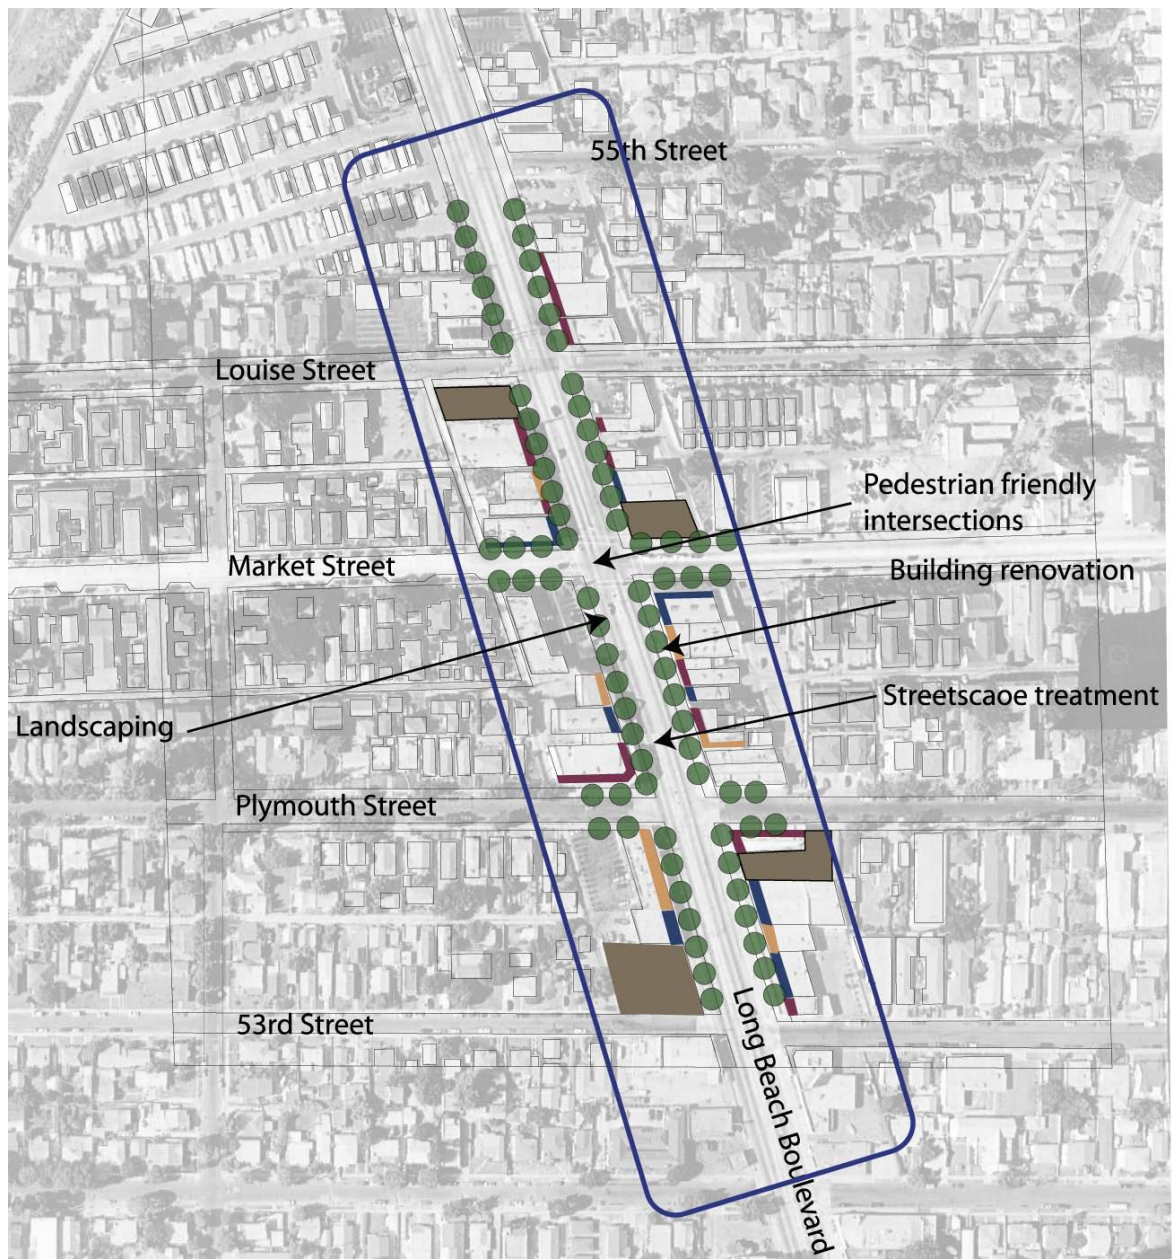 55th Street
Louise Street
Pedestrian friendly
intersections
Market Street
Building renovation
Streetscaoe treatment
Landscaping
Plymouth Street
53rd Street
Long Beach Boulevard